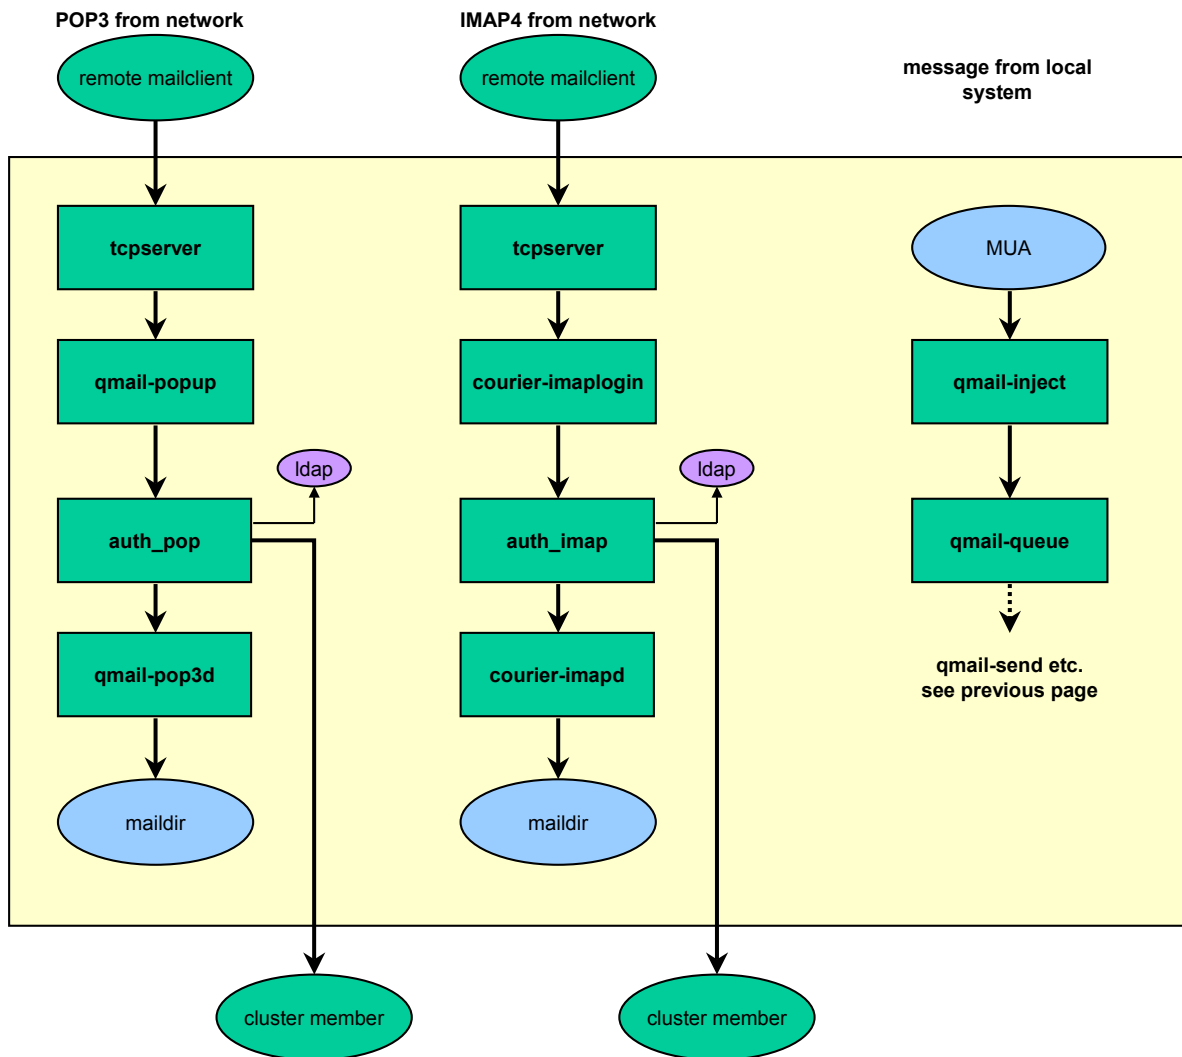 POP3 from network
remote mailclient
tcpserver
qmail-popup
ldap
auth_pop
qmail-pop3d
maildir
cluster member
IMAP4 from network
remote mailclient
tcpserver
courier-imaplogin
ldap
auth_imap
courier-imapd
maildir
cluster member
message from local
system
MUA
qmail-inject
qmail-queue
qmail-send etc.
see previous page